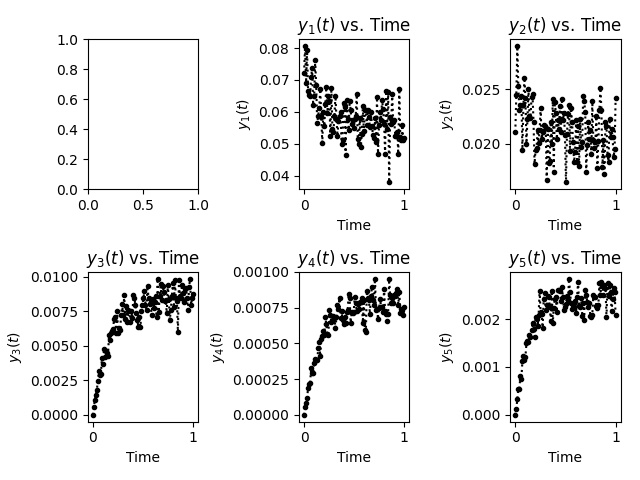 y₁(t) vs. Time
y₂(t) vs. Time
1.0
0.8
0.6
0.4
0.2
0.0
0.0 0.5 1.0
y₁(t)
0.08
0.07
0.06
0.05
0.04
0 1
Time
y₂(t)
0.025
0.020
0 1
Time
y₃(t) vs. Time
y₄(t) vs. Time
y₅(t) vs. Time
y₃(t)
0.0100
0.0075
0.0050
0.0025
0.0000
0 1
Time
y₄(t)
0.00100
0.00075
0.00050
0.00025
0.00000
0 1
Time
y₅(t)
0.002
0.001
0.000
0 1
Time